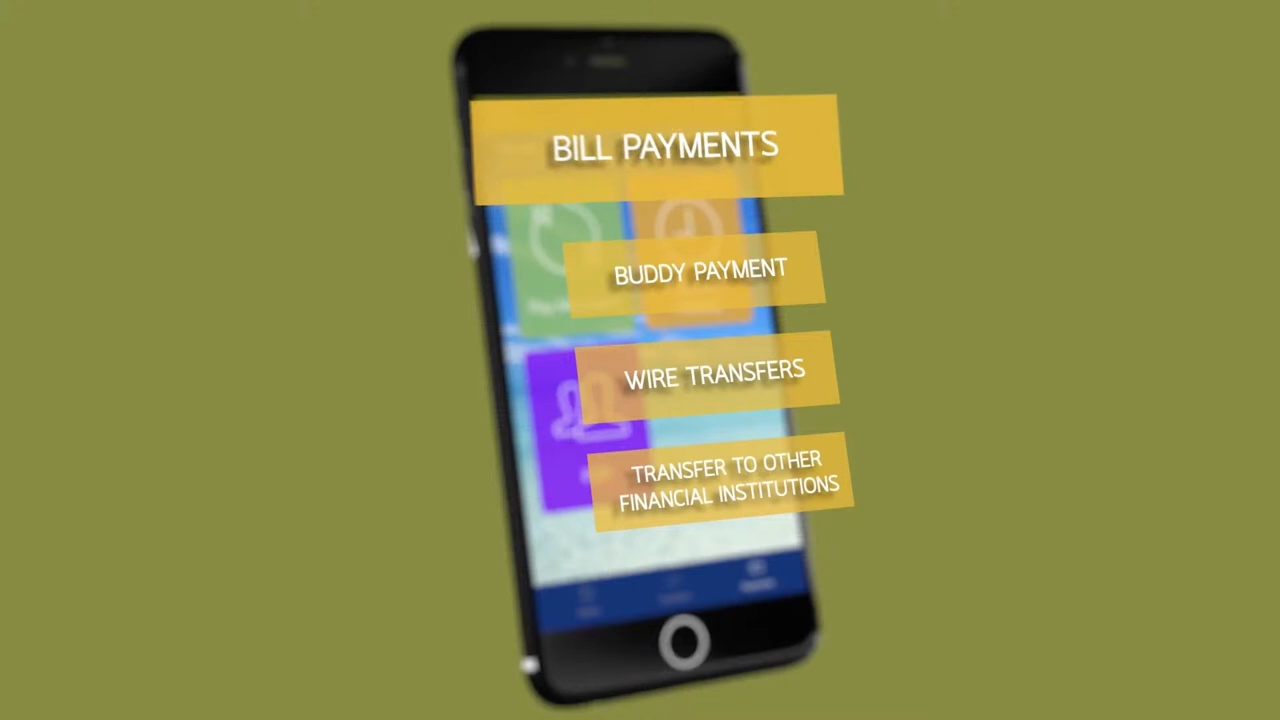 BILL PAYMENTS
BUDDY PAYMENT
WIRE TRANSFERS
TRANSFER TO OTHER
FINANCIAL INSTITUTIONS